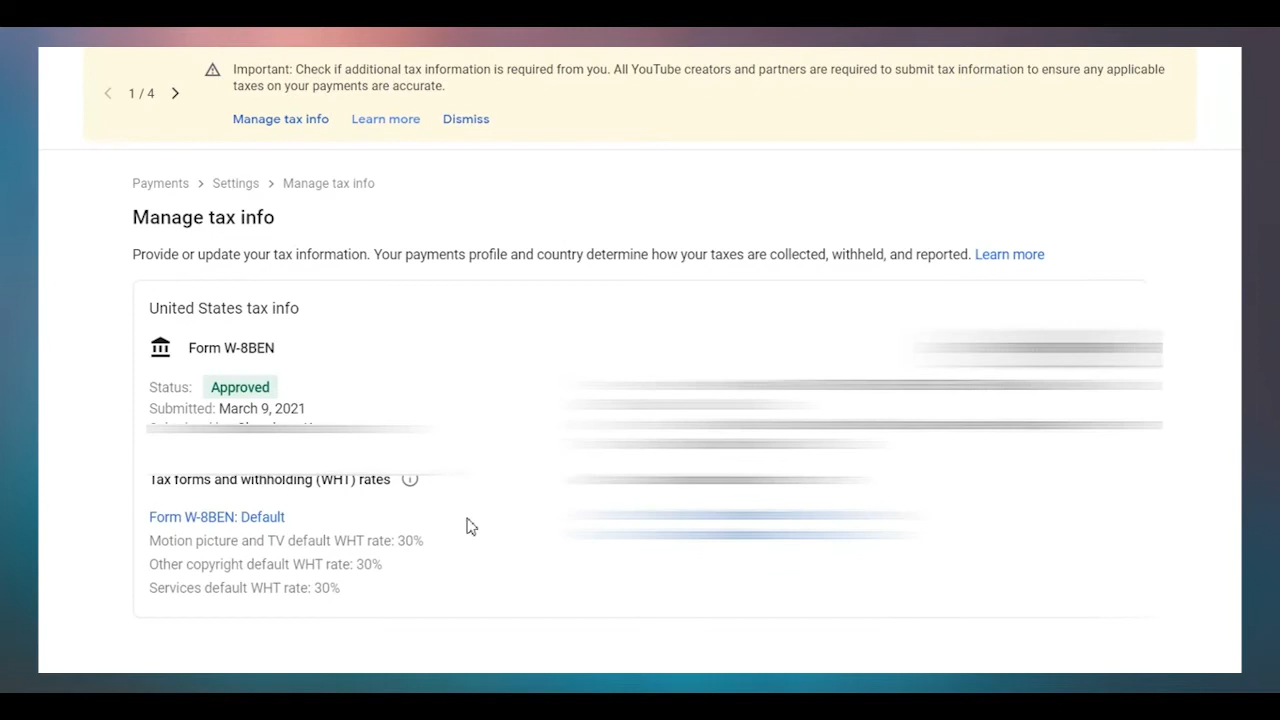 Important: Check if additional tax information is required from you. All YouTube creators and partners are required to submit tax information to ensure any applicable
1 / 4
taxes on your payments are accurate.
Manage tax info Learn more Dismiss
Payments > Settings > Manage tax info
Manage tax info
Provide or update your tax information. Your payments profile and country determine how your taxes are collected, withheld, and reported. Learn more
United States tax info
Form W-8BEN
Status: Approved
Submitted: March 9, 2021
Tax forms and withholding (WHT) rates
Form W-8BEN: Default
Motion picture and TV default WHT rate: 30%
Other copyright default WHT rate: 30%
Services default WHT rate: 30%